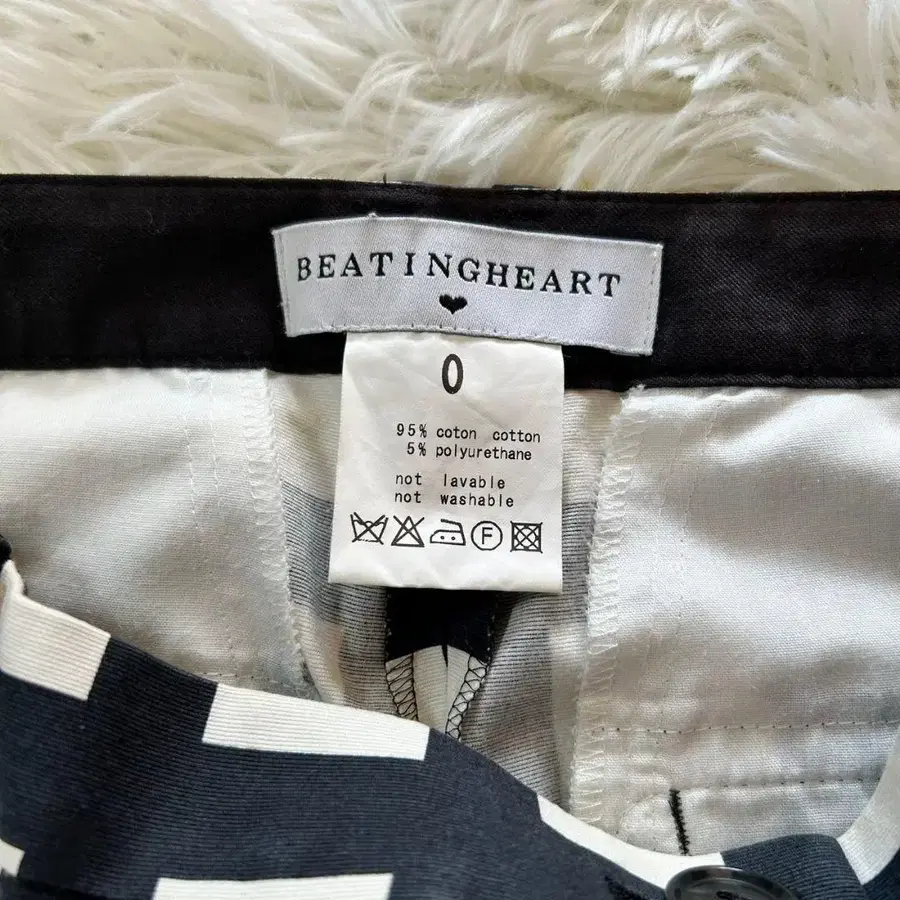 BEATINGHEART
0
95% coton cotton
5% polyurethane
not lavable
not washable
F